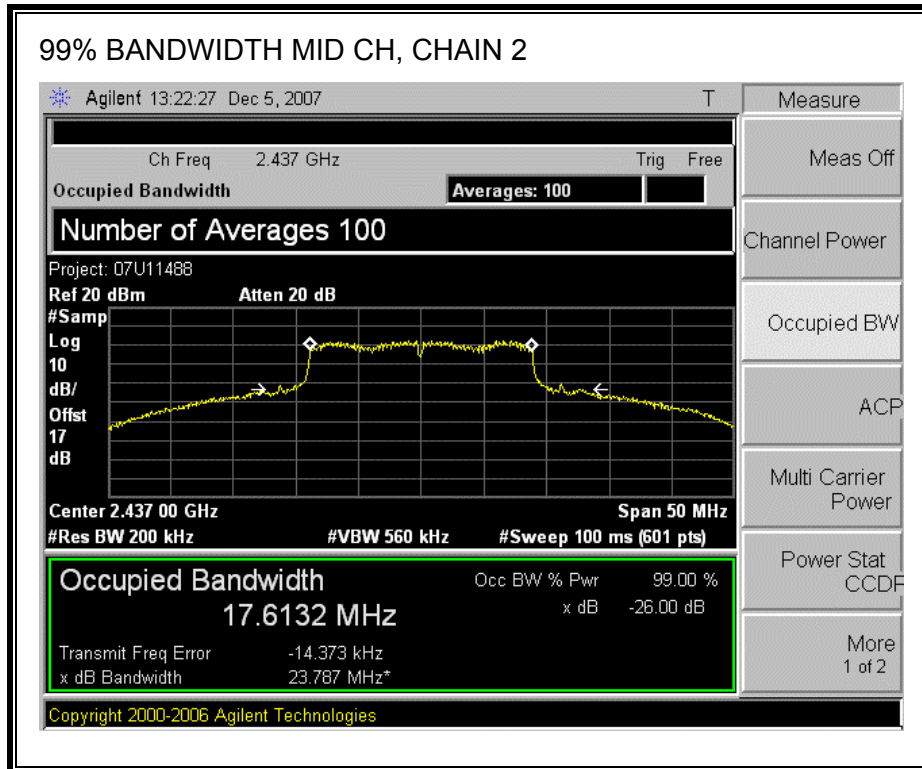 99% BANDWIDTH MID CH, CHAIN 2
Agilent 13:22:27 Dec 5, 2007 T
Measure
Ch Freq 2.437 GHz Trig Free
Occupied Bandwidth Averages: 100
Number of Averages 100
Project: 07U11488
Ref 20 dBm Atten 20 dB
#Samp
Log
10
dB/
Offst
17
dB
Center 2.437 00 GHz Span 50 MHz
#Res BW 200 kHz #VBW 560 kHz #Sweep 100 ms (601 pts)
Occupied Bandwidth Occ BW % Pwr 99.00 %
17.6132 MHz x dB -26.00 dB
Transmit Freq Error -14.373 kHz
x dB Bandwidth 23.787 MHz*
Copyright 2000-2006 Agilent Technologies
Meas Off
Channel Power
Occupied BW
ACP
Multi Carrier
Power
Power Stat
CCDF
More
1 of 2